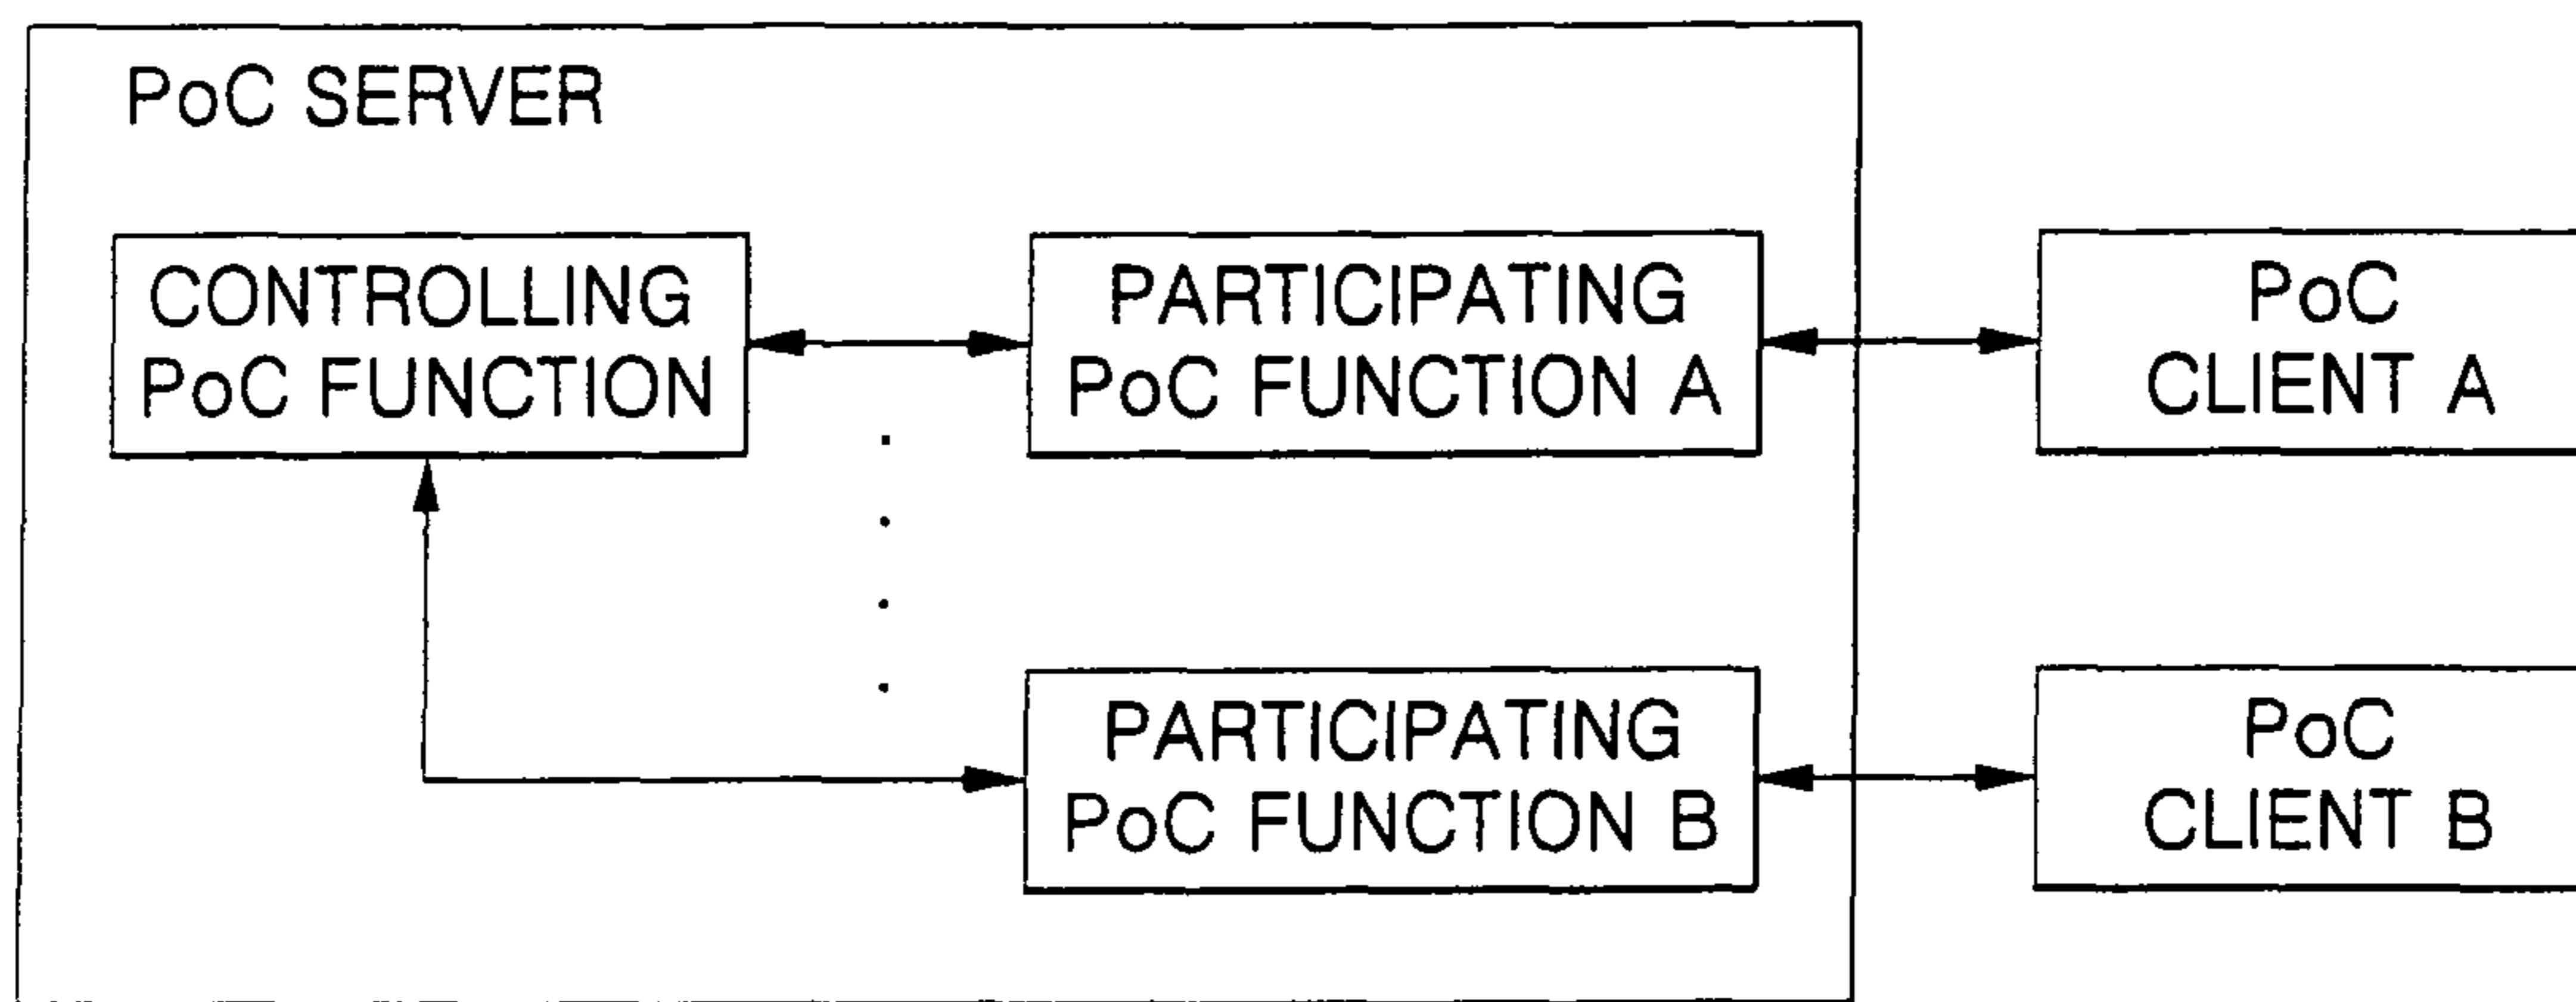 PoC SERVER
CONTROLLING
PoC FUNCTION
PARTICIPATING
PoC FUNCTION A
PoC
CLIENT A
PARTICIPATING
PoC FUNCTION B
PoC
CLIENT B